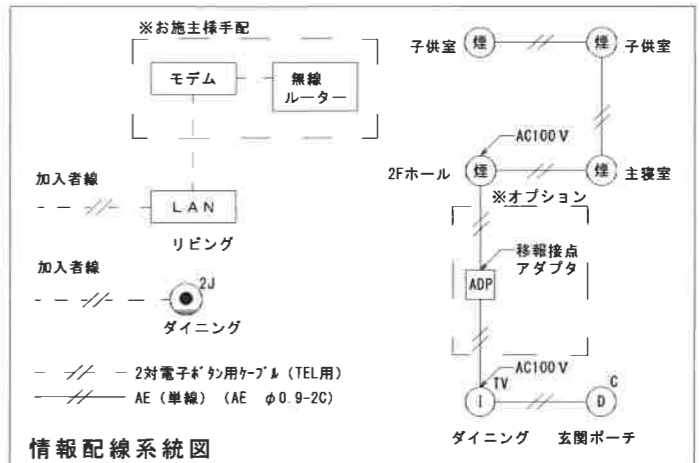 ※お施主様手配
モデム
無線
ルーター
加入者線
LAN
リビング
加入者線
2J
ダイニング
2対電子ボタン用ケーブル (TEL用)
AE (単線) (AE φ0.9-2C)
情報配線系統図
子供室
煙
煙
子供室
AC100V
2Fホール
煙
煙
主寝室
※オプション
移報接点
アダプタ
ADP
AC100V
TV
I
C
D
ダイニング
玄関ポーチ